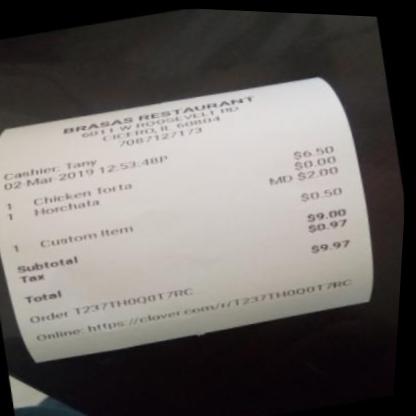 BRASAS RESTAURANT
6011 W ROOSEVELT RD
CICERO, IL 60804
7087127173
Cashier: Tany
02-Mar-2019 12:53:48P
1 Chicken Torta $6.50
1 Horchata $0.00
MD $2.00
1 Custom Item $0.50
Subtotal $9.00
Tax $0.97
Total $9.97
Order T237TH0Q0T7RC
Online: https://clover.com/r/T237TH0Q0T7RC